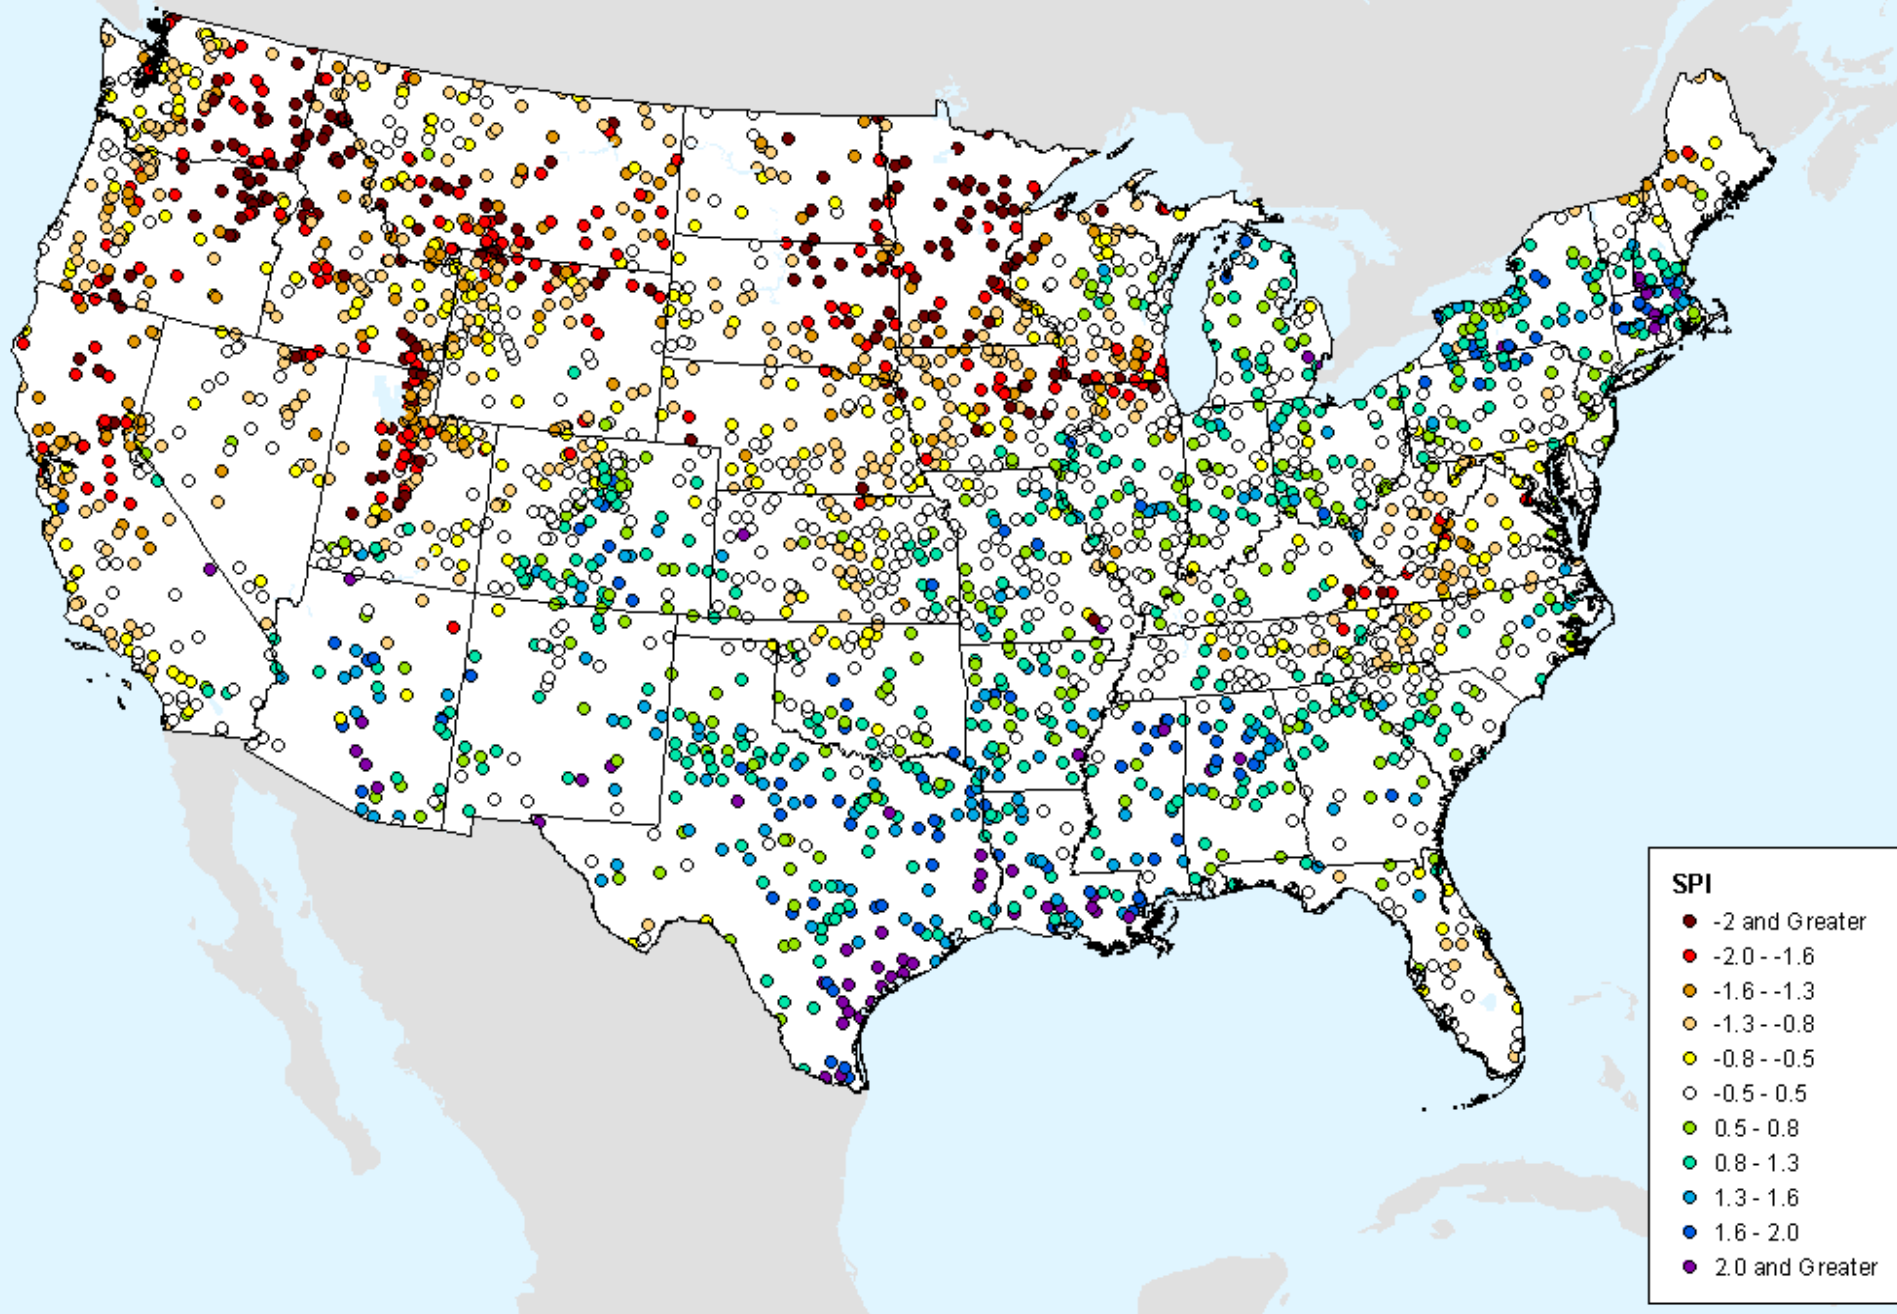 SPI
-2 and Greater
-2.0 - -1.6
-1.6 - -1.3
-1.3 - -0.8
-0.8 - -0.5
-0.5 - 0.5
0.5 - 0.8
0.8 - 1.3
1.3 - 1.6
1.6 - 2.0
2.0 and Greater